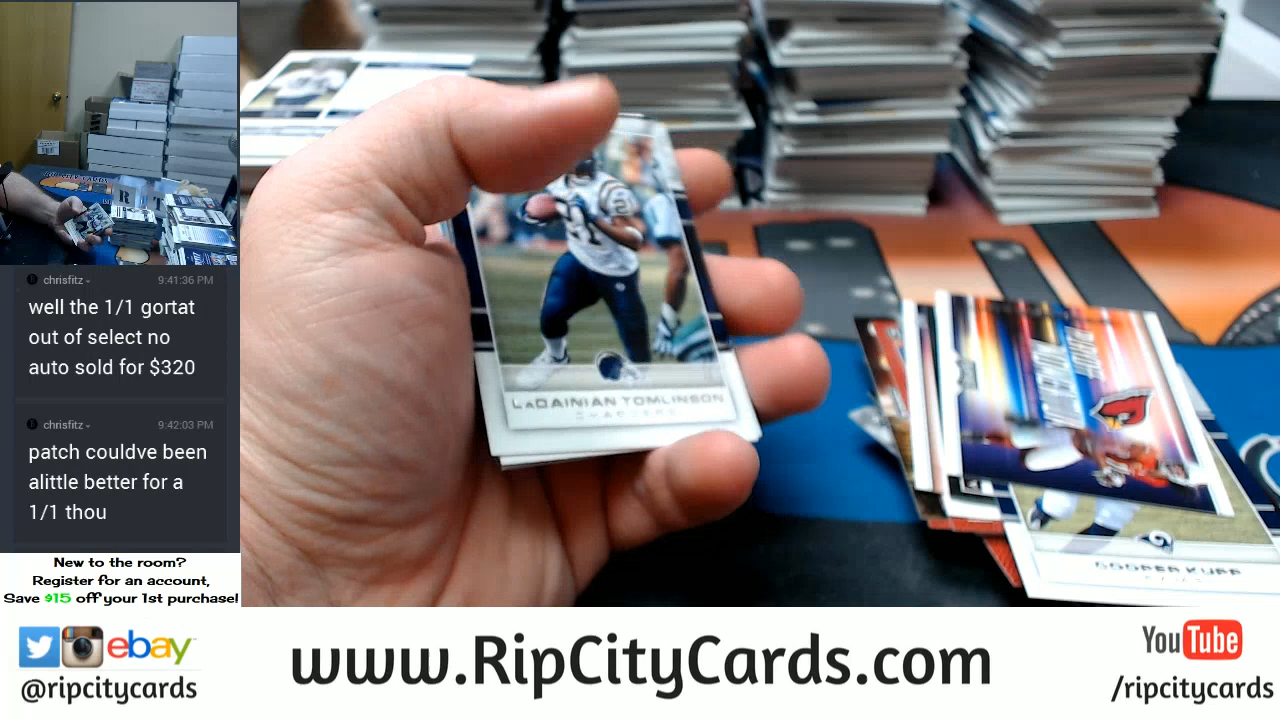 chrisfitz 9:41:36 PM
well the 1/1 gortat
out of select no
auto sold for $320
chrisfitz 9:42:03 PM
patch couldve been
alittle better for a
1/1 thou
New to the room?
Register for an account,
Save $15 off your 1st purchase!
LaDAINIAN TOMLINSON
CHARGERS
COOPER KUPP
ebay
@ripcitycards
www.RipCityCards.com
YouTube
/ripcitycards